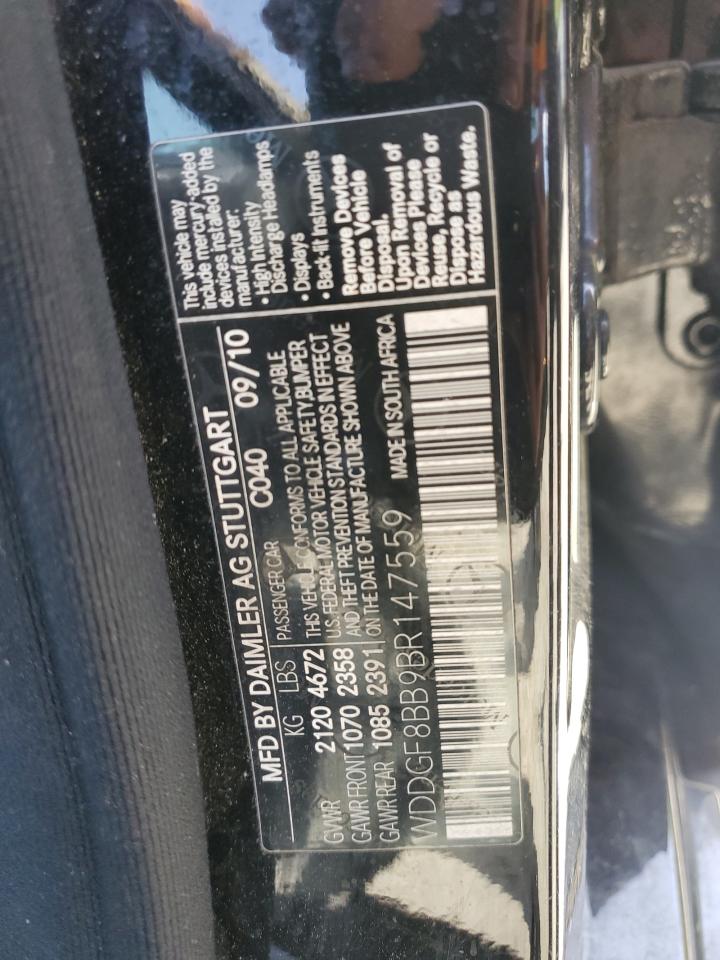 MFD BY DAIMLER AG STUTTGART
C040 09/10
KG LBS PASSENGER CAR
GVWR 2120 4672 THIS VEHICLE CONFORMS TO ALL APPLICABLE
U.S. FEDERAL MOTOR VEHICLE SAFETY, BUMPER
GAWR FRONT 1070 2358 AND THEFT PREVENTION STANDARDS IN EFFECT
GAWR REAR 1085 2391 ON THE DATE OF MANUFACTURE SHOWN ABOVE
WDDGF8BB9BR147559 MADE IN SOUTH AFRICA
This vehicle may
include mercury-added
devices installed by the
manufacturer:
• High Intensity
Discharge Headlamps
• Displays
• Back-lit Instruments
Remove Devices
Before Vehicle
Disposal.
Upon Removal of
Devices Please
Reuse, Recycle or
Dispose as
Hazardous Waste.